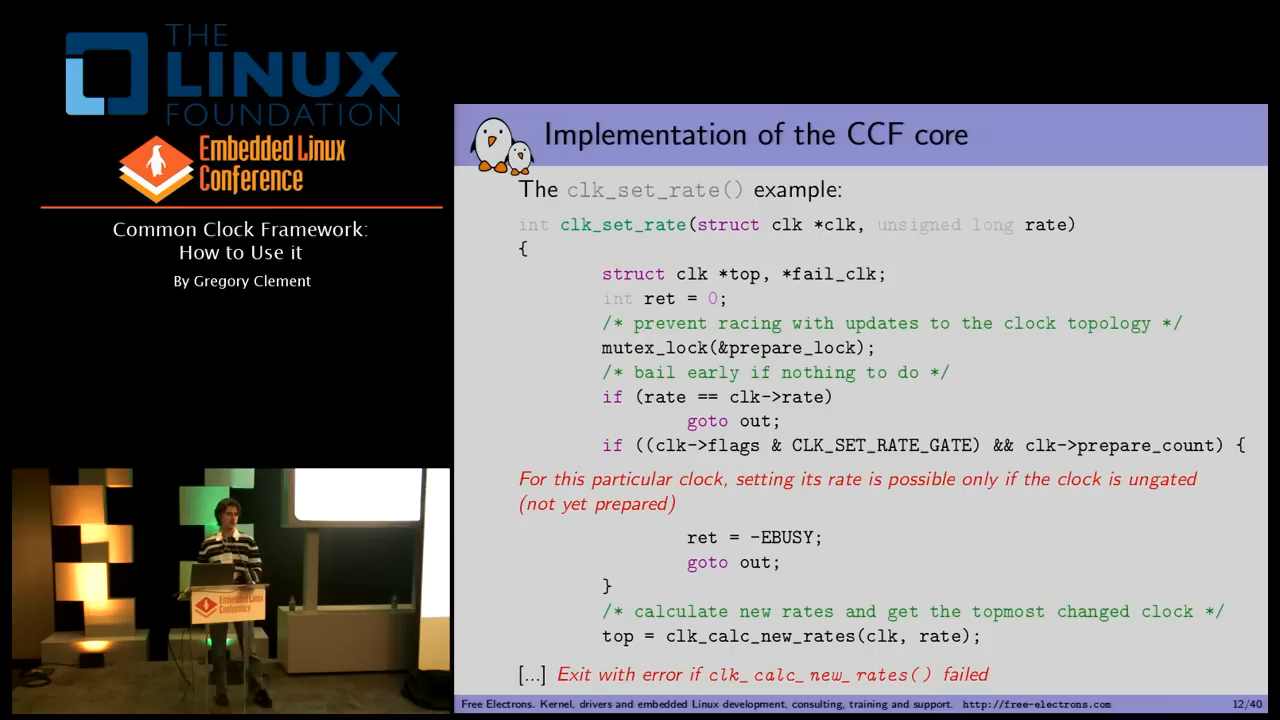 THE
LINUX
FOUNDATION
Embedded Linux
Conference
Common Clock Framework:
How to Use it
By Gregory Clement
Embedded Linux
Conference
Implementation of the CCF core
The clk_set_rate() example:
int clk_set_rate(struct clk *clk, unsigned long rate)
{
struct clk *top, *fail_clk;
int ret = 0;
/* prevent racing with updates to the clock topology */
mutex_lock(&prepare_lock);
/* bail early if nothing to do */
if (rate == clk->rate)
goto out;
if ((clk->flags & CLK_SET_RATE_GATE) && clk->prepare_count) {
For this particular clock, setting its rate is possible only if the clock is ungated
(not yet prepared)
ret = -EBUSY;
goto out;
}
/* calculate new rates and get the topmost changed clock */
top = clk_calc_new_rates(clk, rate);
[...] Exit with error if clk_calc_new_rates() failed
Free Electrons. Kernel, drivers and embedded Linux development, consulting, training and support. http://free-electrons.com 12/40